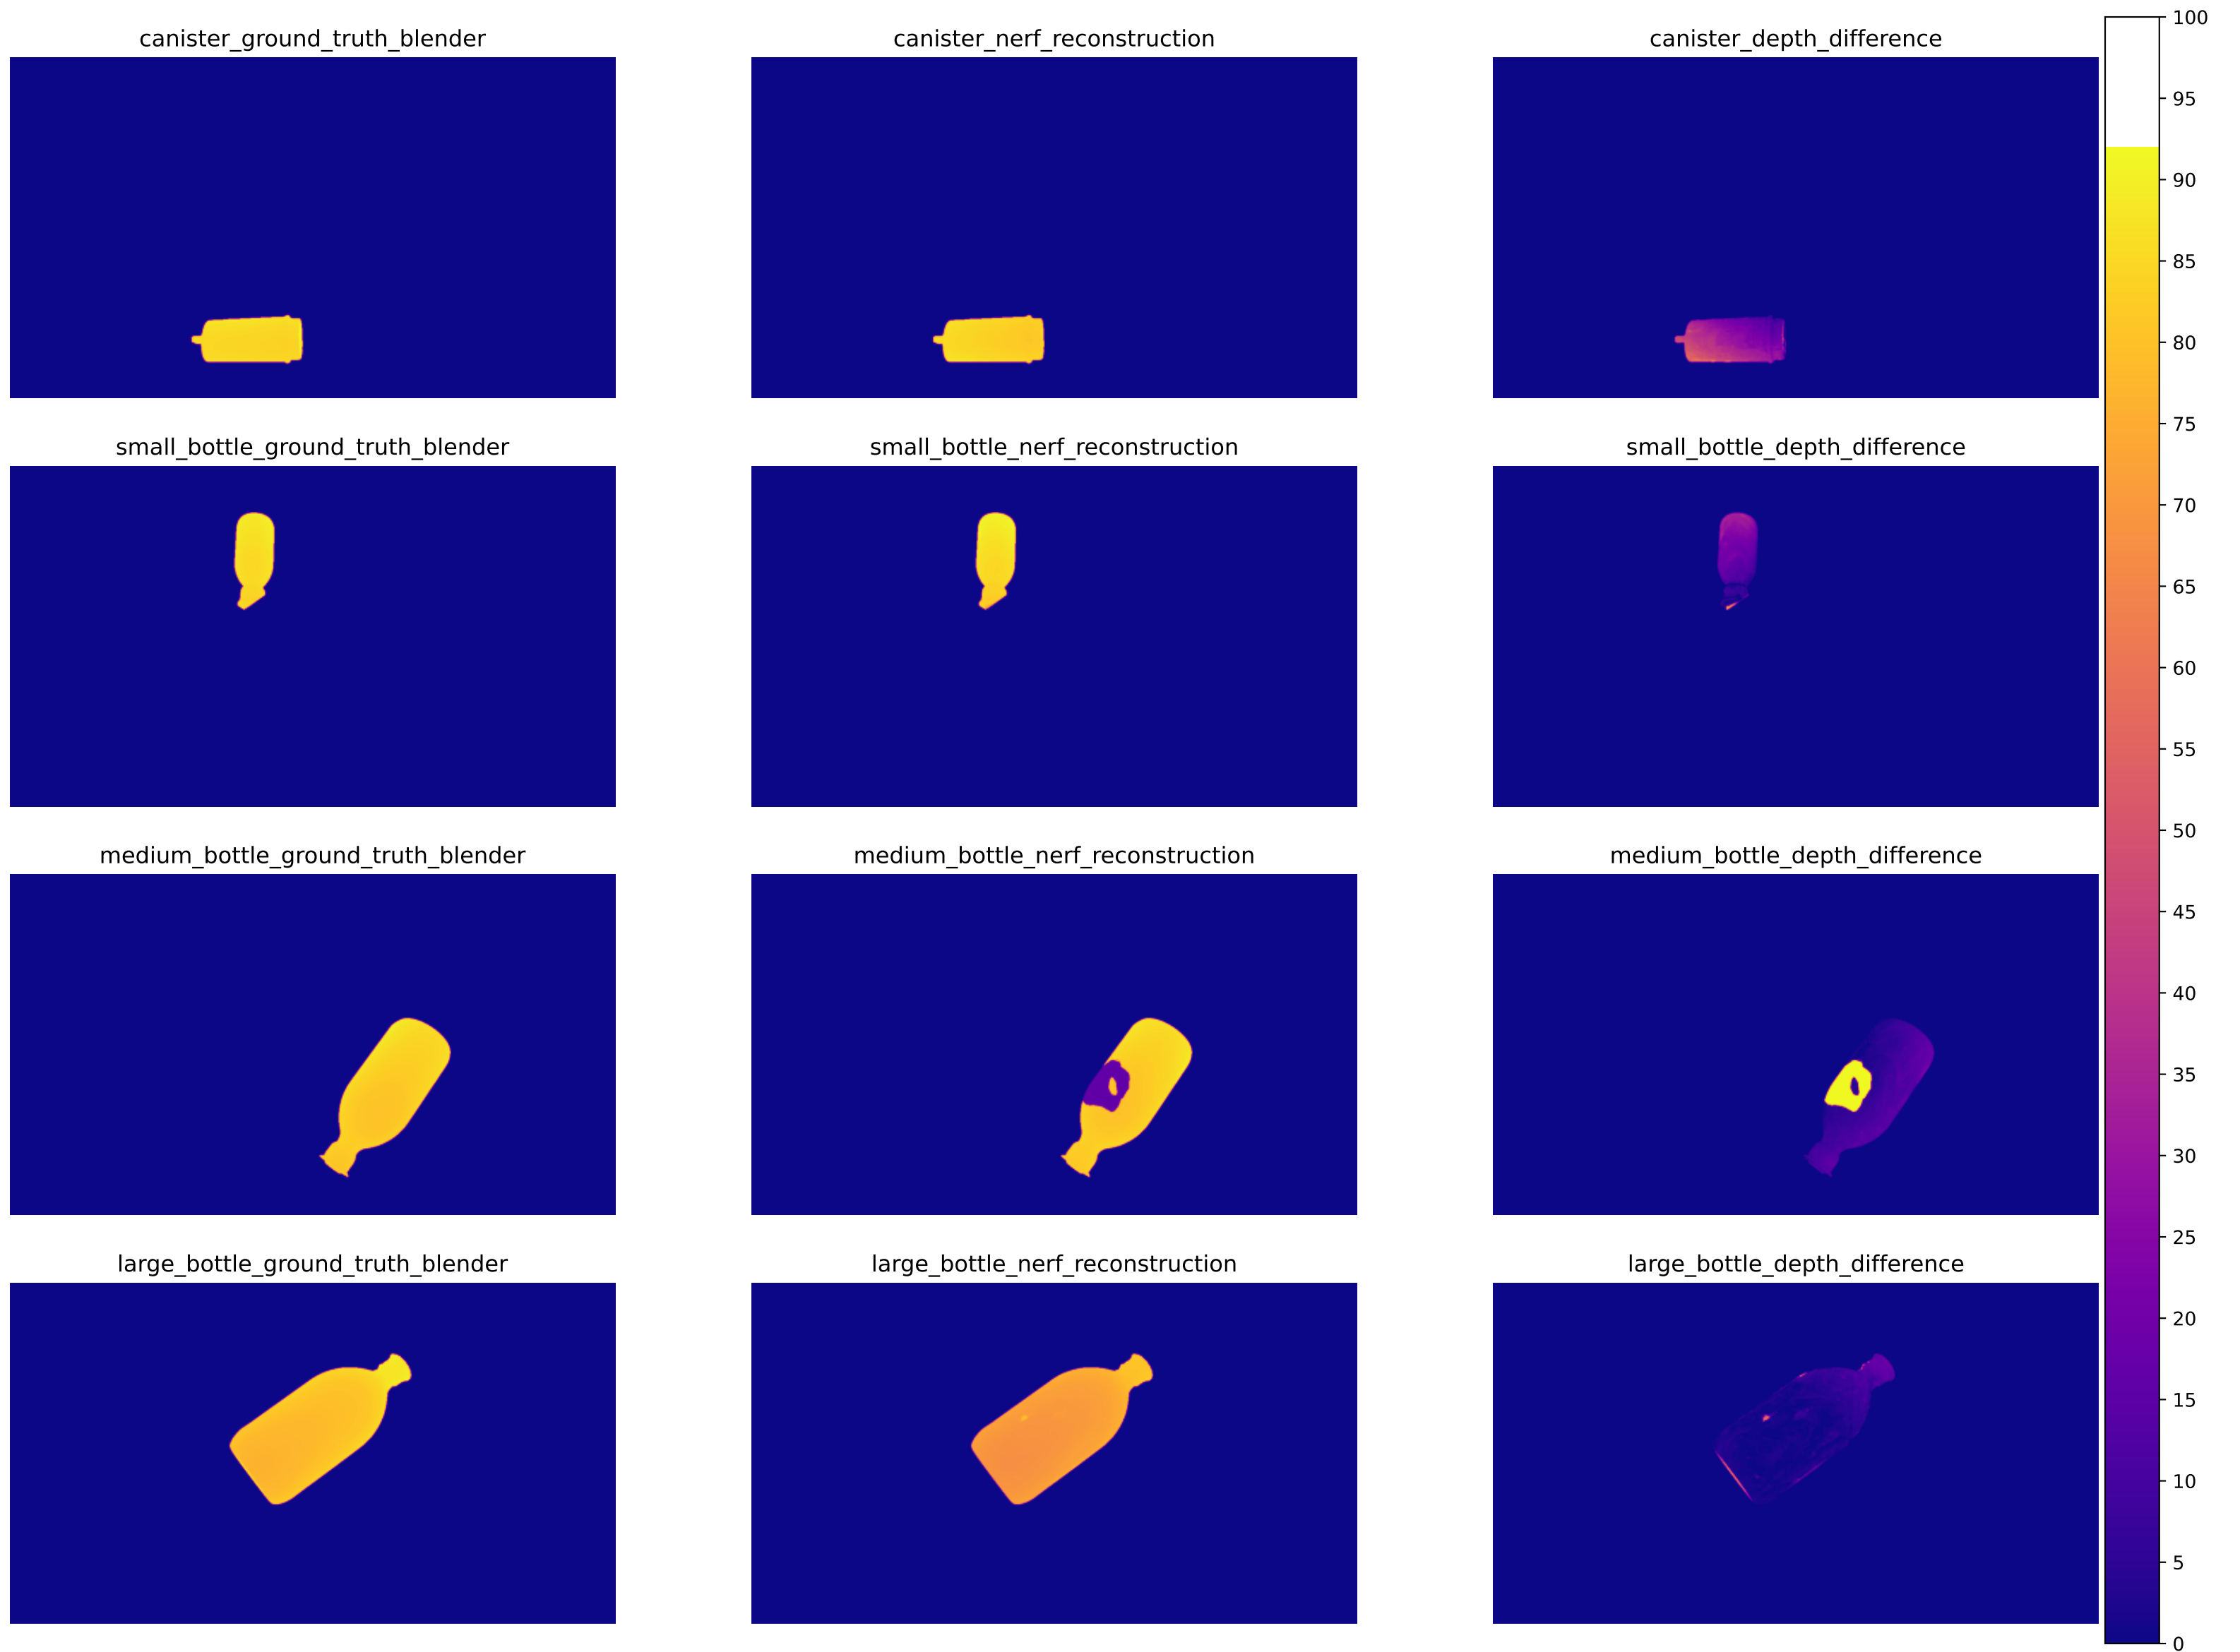 canister_ground_truth_blender
canister_nerf_reconstruction
canister_depth_difference
small_bottle_ground_truth_blender
small_bottle_nerf_reconstruction
small_bottle_depth_difference
medium_bottle_ground_truth_blender
medium_bottle_nerf_reconstruction
medium_bottle_depth_difference
large_bottle_ground_truth_blender
large_bottle_nerf_reconstruction
large_bottle_depth_difference
100
95
90
85
80
75
70
65
60
55
50
45
40
35
30
25
20
15
10
5
0